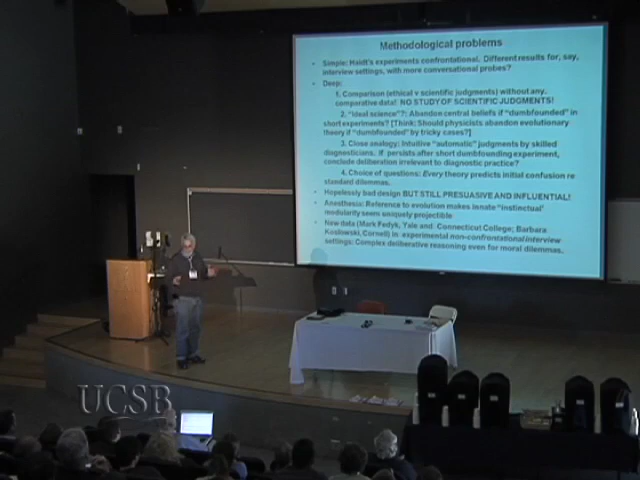 Methodological problems
• Simple: Haidt's experiments confrontational. Different results for, say,
interview settings, with more conversational probes?
• Deep:
1. Comparison (ethical v scientific judgments) without any
comparative data! NO STUDY OF SCIENTIFIC JUDGMENTS!
2. "Ideal science"?: Abandon central beliefs if "dumbfounded" in
short experiments? [Think: Should physicists abandon evolutionary
theory if "dumbfounded" by tricky cases?]
3. Close analogy: Intuitive "automatic" judgments by skilled
diagnosticians. If persists after short dumbfounding experiment,
conclude deliberation irrelevant to diagnostic practice?
4. Choice of questions: Every theory predicts initial confusion re
standard dilemmas.
• Hopelessly bad design BUT STILL PRESUASIVE AND INFLUENTIAL!
• Anesthesia: Reference to evolution makes innate "instinctual"
modularity seem uniquely projectible
• New data (Mark Fedyk, Yale and Connecticut College; Barbara
Koslowski, Cornell) in experimental non-confrontational interview
settings: Complex deliberative reasoning even for moral dilemmas.
UCSB